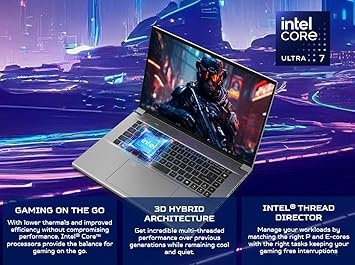 intel
CORE
ULTRA 7
intel
GAMING ON THE GO
With lower thermals and improved
efficiency without compromising
performance, Intel® Core™
processors provide the balance for
gaming on the go.
3D HYBRID
ARCHITECTURE
Get incredible multi-threaded
performance over previous
generations while remaining cool
and quiet.
INTEL® THREAD
DIRECTOR
Manage your workloads by
matching the right P and E-cores
with the right tasks keeping your
gaming free interruptions